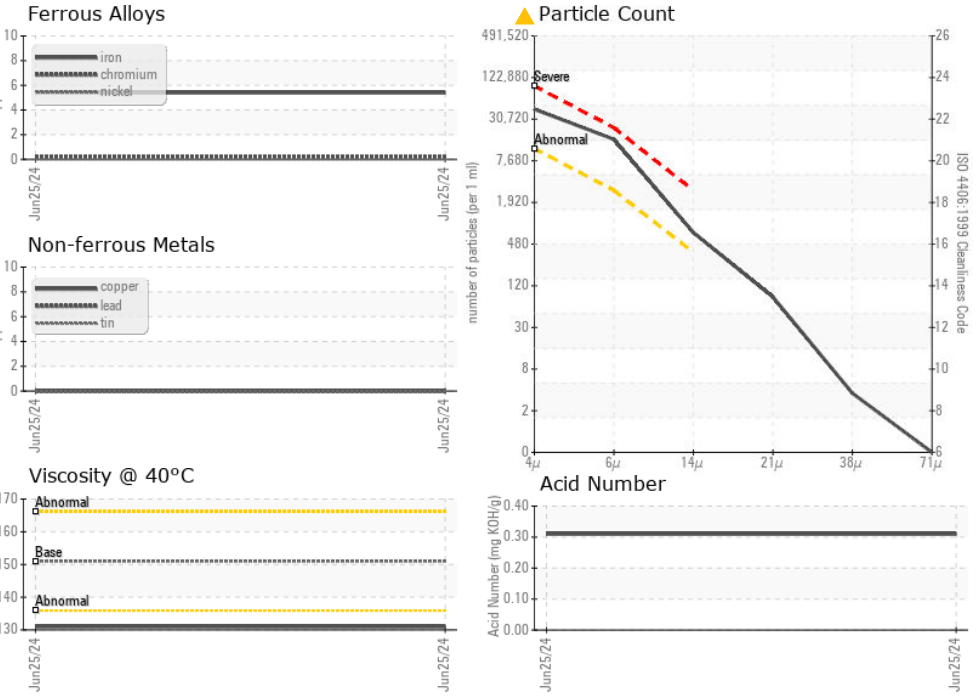 Ferrous Alloys
10
8
6
4
2
0
iron
chromium
nickel
Jun25/24
Jun25/24
Non-ferrous Metals
10
8
6
4
2
0
copper
lead
tin
Jun25/24
Jun25/24
Viscosity @ 40°C
170
160
150
140
130
Abnormal
Base
Abnormal
Jun25/24
Jun25/24
Particle Count
number of particles (per 1 ml)
491,520
122,880
30,720
7,680
1,920
480
120
30
8
2
0
Severe
Abnormal
4µ
6µ
14µ
21µ
38µ
71µ
26
24
22
20
18
16
14
12
10
8
6
ISO 4406:1999 Cleanliness Code
Acid Number
Acid Number (mg KOH/g)
0.40
0.30
0.20
0.10
0.00
Jun25/24
Jun25/24